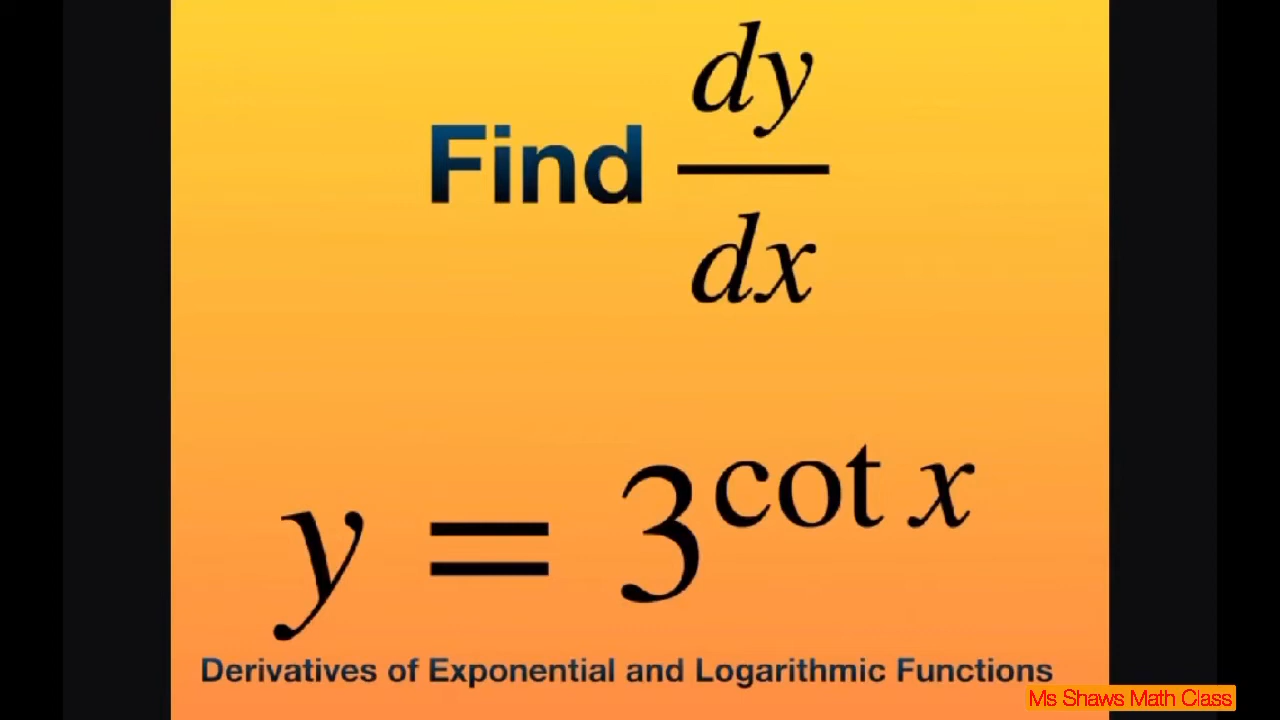 Find dy/dx
y = 3^cot x
Derivatives of Exponential and Logarithmic Functions
Ms Shaws Math Class